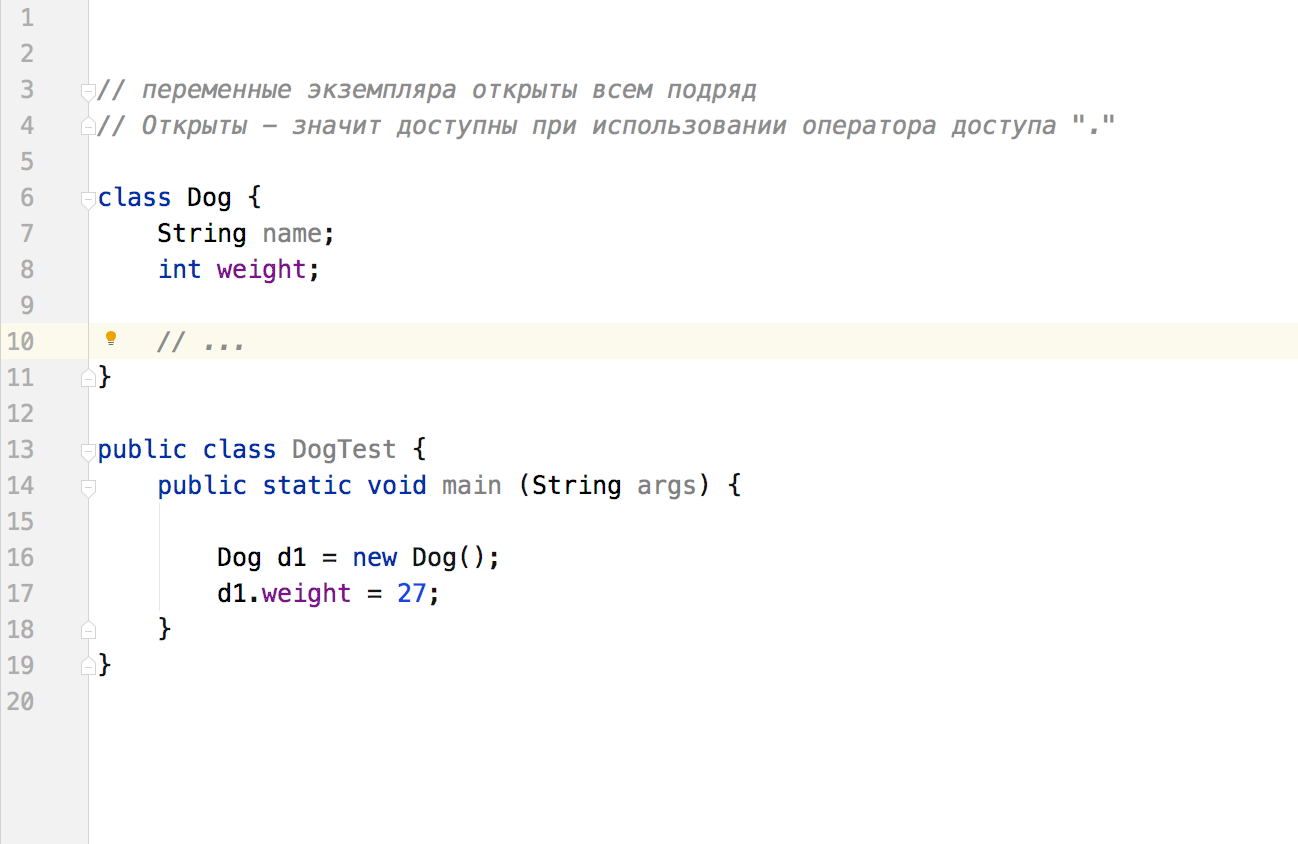 1
2
3 // переменные экземпляра открыты всем подряд
4 // Открыты – значит доступны при использовании оператора доступа "."
5
6 class Dog {
7     String name;
8     int weight;
9
10     // ...
11 }
12
13 public class DogTest {
14     public static void main (String args) {
15
16         Dog d1 = new Dog();
17         d1.weight = 27;
18     }
19 }
20